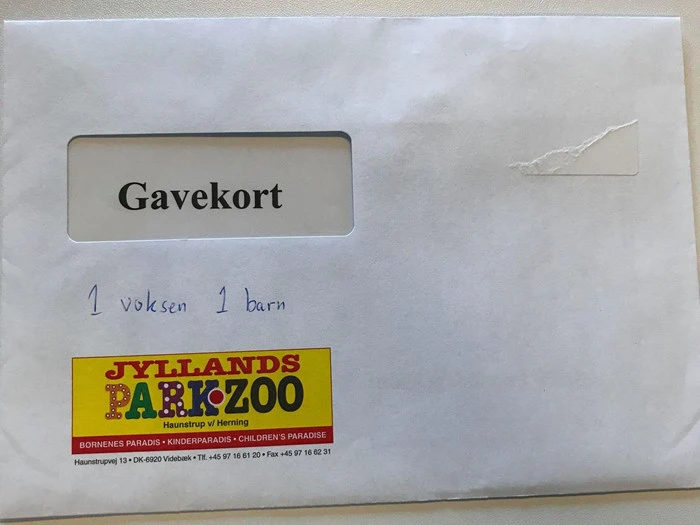 Gavekort
1 voksen 1 barn
JYLLANDS
PARK•ZOO
Haunstrup v/ Herning
BØRNENES PARADIS • KINDERPARADIS • CHILDREN'S PARADISE
Haunstrupvej 13 • DK-6920 Videbæk • Tlf. +45 97 16 61 20 • Fax +45 97 16 62 31